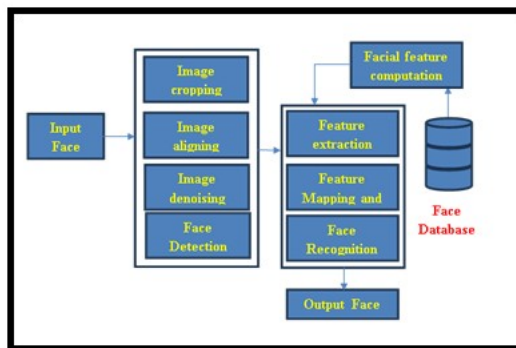 Input
Face
Image
cropping
Image
aligning
Image
denoising
Face
Detection
Facial feature
computation
Feature
extraction
Feature
Mapping and
Face
Recognition
Face
Database
Output Face